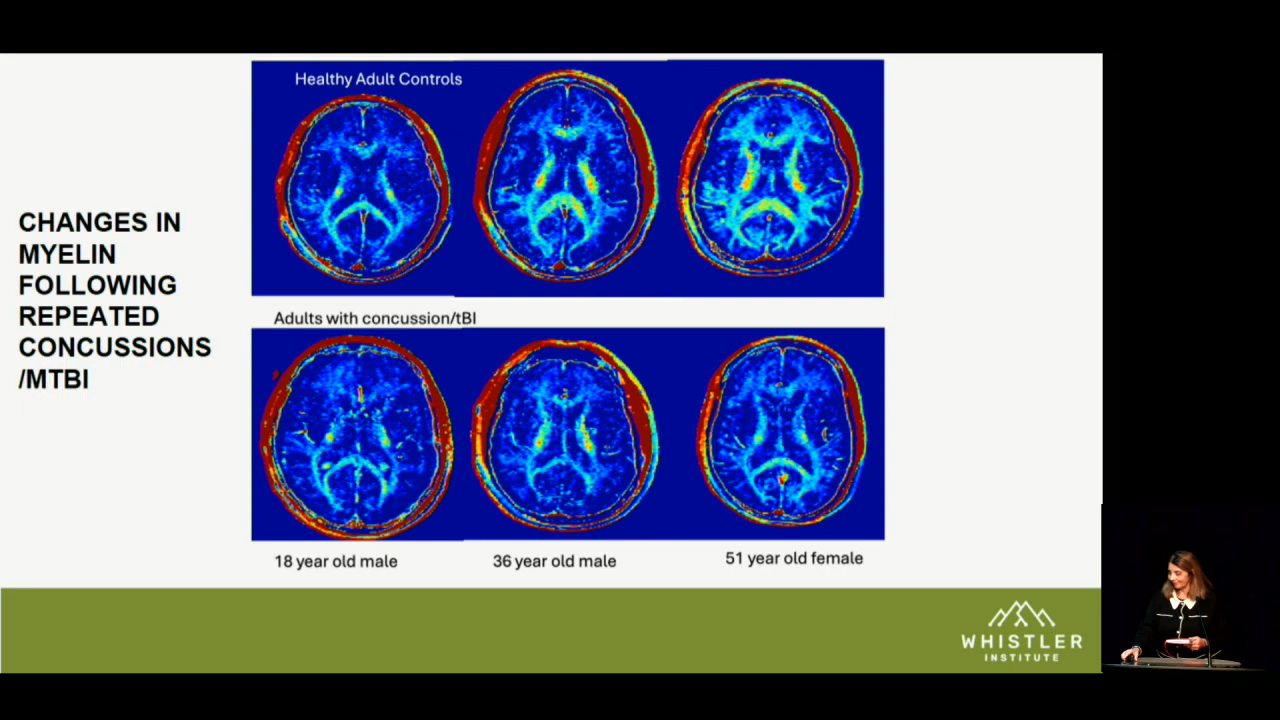 Healthy Adult Controls
CHANGES IN
MYELIN
FOLLOWING
REPEATED
CONCUSSIONS
/MTBI
Adults with concussion/tBI
18 year old male
36 year old male
51 year old female
WHISTLER
INSTITUTE